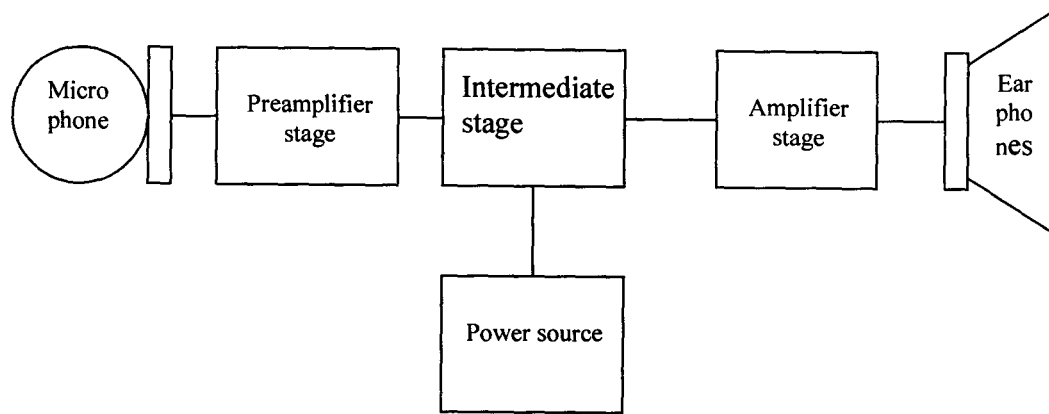 Micro
phone
Preamplifier
stage
Intermediate
stage
Amplifier
stage
Ear
pho
nes
Power source